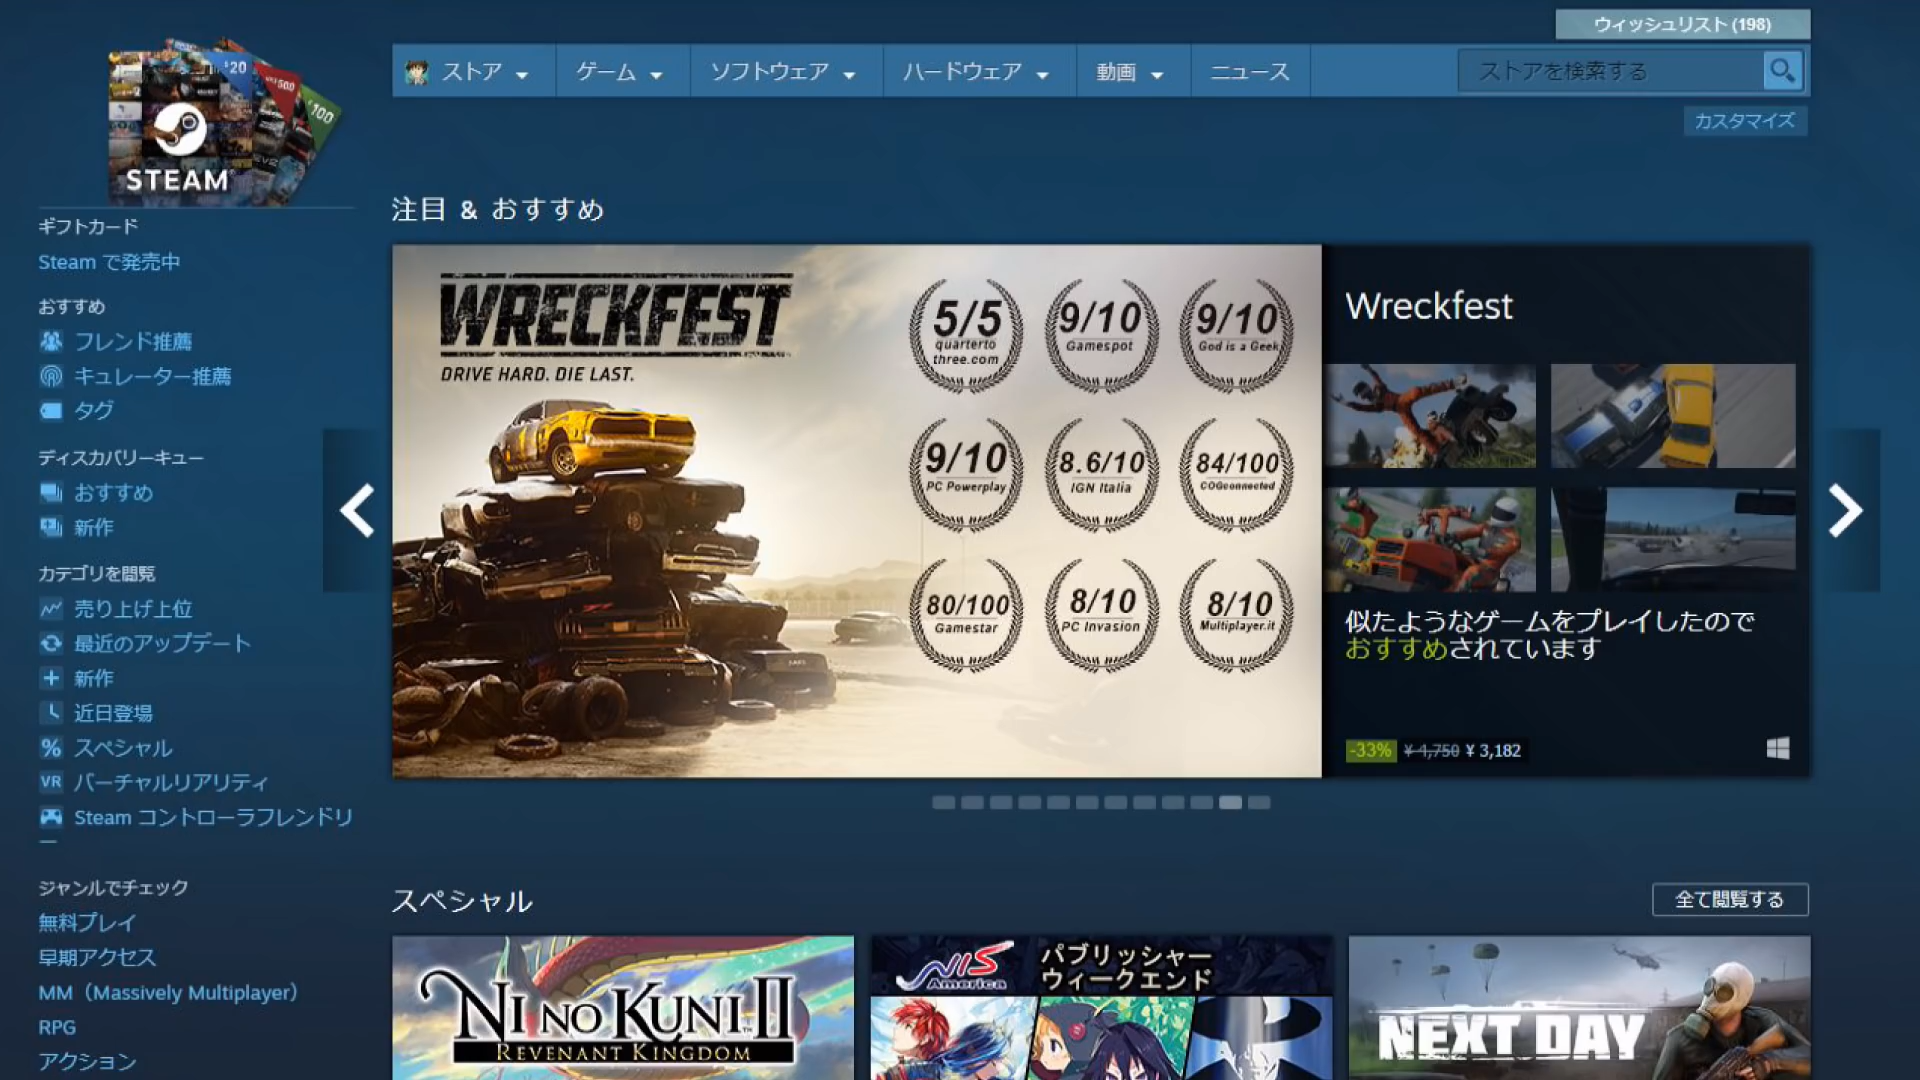 ウィッシュリスト (198)
ストア
ゲーム
ソフトウェア
ハードウェア
動画
ニュース
ストアを検索する
カスタマイズ
$20
$100
STEAM
ギフトカード
Steam で発売中
おすすめ
フレンド推薦
キュレーター推薦
タグ
ディスカバリーキュー
おすすめ
新作
カテゴリを閲覧
売り上げ上位
最近のアップデート
新作
近日登場
% スペシャル
VR バーチャルリアリティ
Steam コントローラフレンドリ
ー
ジャンルでチェック
無料プレイ
早期アクセス
MM（Massively Multiplayer）
RPG
アクション
注目 & おすすめ
WRECKFEST
DRIVE HARD. DIE LAST.
5/5
quarterto
three.com
9/10
Gamespot
9/10
God is a Geek
9/10
PC Powerplay
8.6/10
IGN Italia
84/100
COGconnected
80/100
Gamestar
8/10
PC Invasion
8/10
Multiplayer.it
Wreckfest
似たようなゲームをプレイしたので
おすすめされています
-33% ¥ 4,750 ¥ 3,182
スペシャル
全て閲覧する
NI NO KUNI II
REVENANT KINGDOM
NIS
America
パブリッシャー
ウィークエンド
NEXT DAY